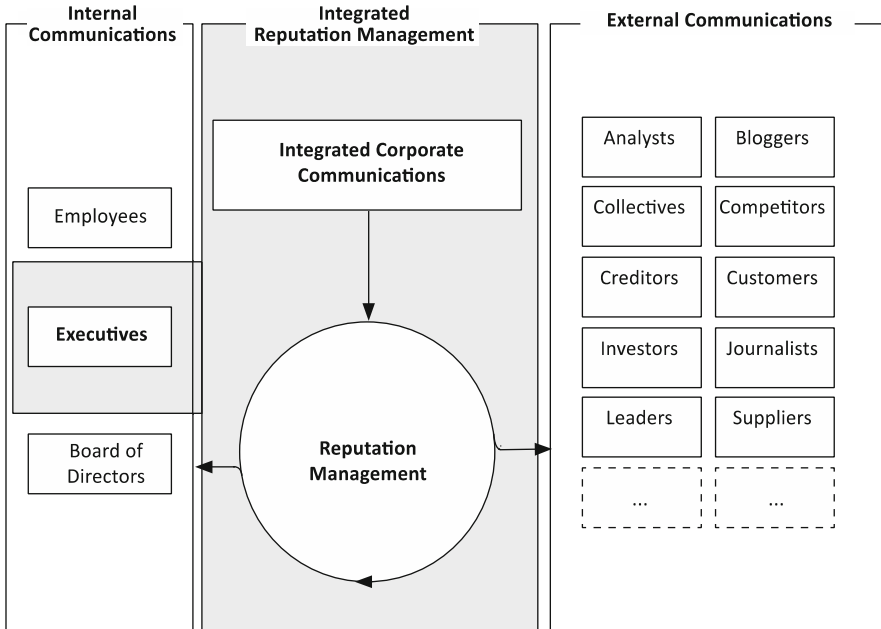 Internal
Communications
Integrated
Reputation Management
External Communications
Integrated Corporate
Communications
Employees
Executives
Board of
Directors
Reputation
Management
Analysts
Bloggers
Collectives
Competitors
Creditors
Customers
Investors
Journalists
Leaders
Suppliers
...
...